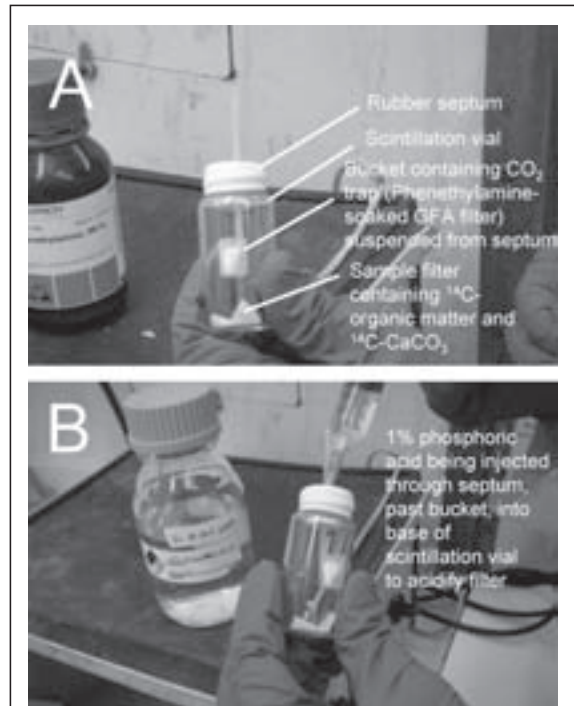 A
Rubber septum
Scintillation vial
Bucket containing CO₂
trap (Phenethylamine-
soaked GFA filter)
suspended from septum
Sample filter
containing ¹⁴C-
organic matter and
¹⁴C-CaCO₃
B
1% phosphoric
acid being injected
through septum,
past bucket, into
base of
scintillation vial
to acidify filter